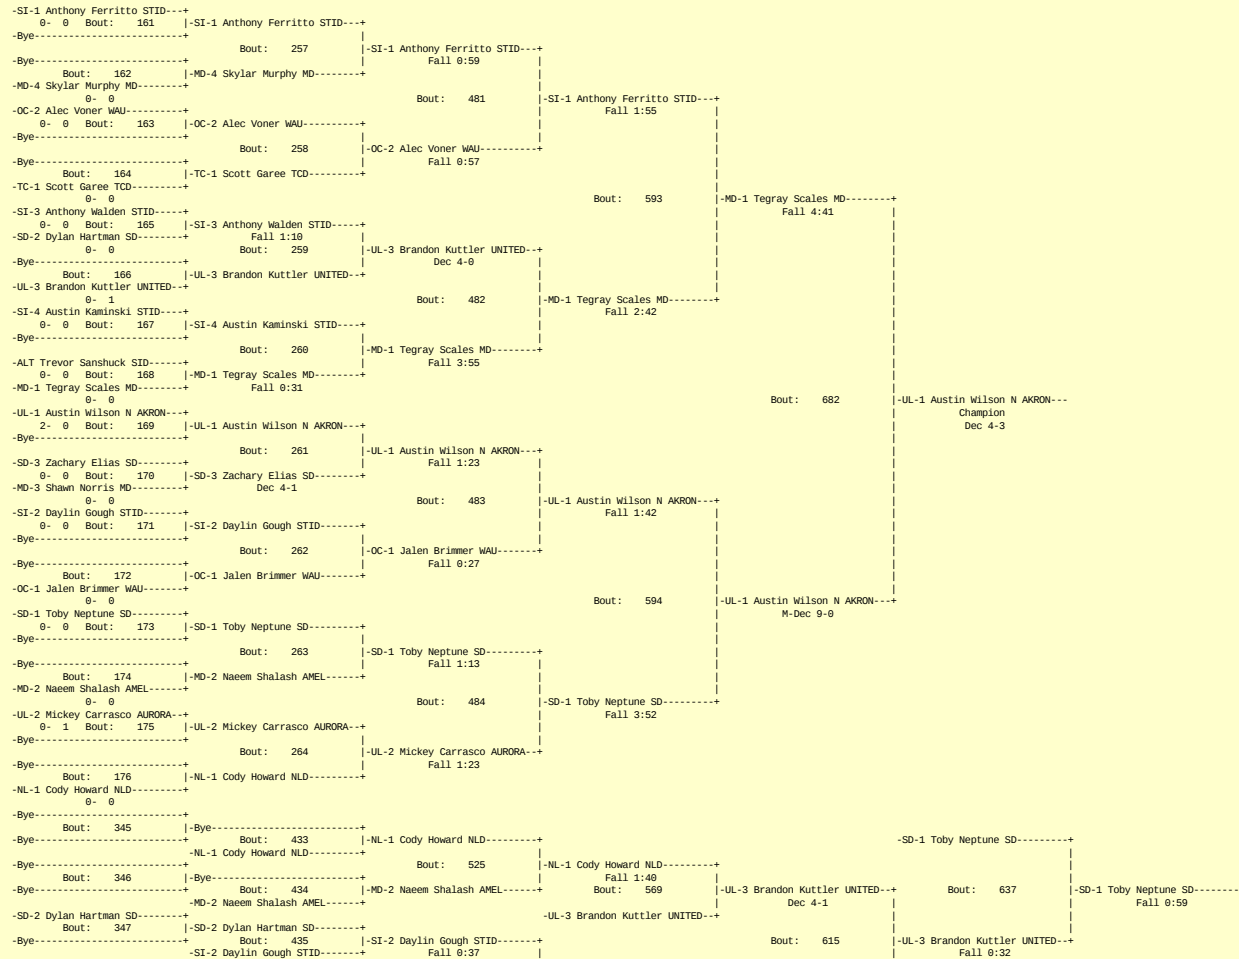 -SI-1 Anthony Ferritto STID---+
0-  0   Bout:    161     |-SI-1 Anthony Ferritto STID---+
-Bye--------------------------+                              |
Bout:    257     |-SI-1 Anthony Ferritto STID---+
-Bye--------------------------+                              |          Fall 0:59          |
Bout:    162     |-MD-4 Skylar Murphy MD--------+                              |
-MD-4 Skylar Murphy MD--------+                              |
0-  0                         Bout:    481     |-SI-1 Anthony Ferritto STID---+
-OC-2 Alec Voner WAU----------+                              |          Fall 1:55          |
0-  0   Bout:    163     |-OC-2 Alec Voner WAU----------+                              |                              |
-Bye--------------------------+                              |                              |                              |
Bout:    258     |-OC-2 Alec Voner WAU----------+                              |
-Bye--------------------------+                              |          Fall 0:57          |
Bout:    164     |-TC-1 Scott Garee TCD---------+                              |
-TC-1 Scott Garee TCD---------+                              |
0-  0                         Bout:    593     |-MD-1 Tegray Scales MD--------+
-SI-3 Anthony Walden STID-----+                              |          Fall 4:41          |
0-  0   Bout:    165     |-SI-3 Anthony Walden STID-----+                              |                              |
-SD-2 Dylan Hartman SD--------+          Fall 1:10          |                              |                              |
0-  0                         Bout:    259     |-UL-3 Brandon Kuttler UNITED--+                              |                              |
-Bye--------------------------+                              |          Dec 4-0          |                              |                              |
Bout:    166     |-UL-3 Brandon Kuttler UNITED--+                              |                              |                              |
-UL-3 Brandon Kuttler UNITED--+                              |                              |                              |
0-  1                         Bout:    482     |-MD-1 Tegray Scales MD--------+                              |
-SI-4 Austin Kaminski STID----+                              |          Fall 2:42          |
0-  0   Bout:    167     |-SI-4 Austin Kaminski STID----+                              |                              |
-Bye--------------------------+                              |                              |                              |
Bout:    260     |-MD-1 Tegray Scales MD--------+                              |
-ALT Trevor Sanshuck SID------+                              |          Fall 3:55          |
0-  0   Bout:    168     |-MD-1 Tegray Scales MD--------+                              |
-MD-1 Tegray Scales MD--------+          Fall 0:31          |
0-  0                         Bout:    682     |-UL-1 Austin Wilson N AKRON---
-UL-1 Austin Wilson N AKRON---+                              |          Champion
2-  0   Bout:    169     |-UL-1 Austin Wilson N AKRON---+                              |          Dec 4-3
-Bye--------------------------+                              |                              |
Bout:    261     |-UL-1 Austin Wilson N AKRON---+                              |
-SD-3 Zachary Elias SD--------+                              |          Fall 1:23          |                              |
0-  0   Bout:    170     |-SD-3 Zachary Elias SD--------+                              |                              |
-MD-3 Shawn Norris MD---------+          Dec 4-1          |                              |
0-  0                         Bout:    483     |-UL-1 Austin Wilson N AKRON---+                              |
-SI-2 Daylin Gough STID-------+                              |          Fall 1:42          |                              |
0-  0   Bout:    171     |-SI-2 Daylin Gough STID-------+                              |                              |                              |
-Bye--------------------------+                              |                              |                              |                              |
Bout:    262     |-OC-1 Jalen Brimmer WAU-------+                              |                              |
-Bye--------------------------+                              |          Fall 0:27          |                              |
Bout:    172     |-OC-1 Jalen Brimmer WAU-------+                              |                              |
-OC-1 Jalen Brimmer WAU-------+                              |                              |
0-  0                         Bout:    594     |-UL-1 Austin Wilson N AKRON---+
-SD-1 Toby Neptune SD---------+                              |          M-Dec 9-0
0-  0   Bout:    173     |-SD-1 Toby Neptune SD---------+                              |
-Bye--------------------------+                              |                              |
Bout:    263     |-SD-1 Toby Neptune SD---------+                              |
-Bye--------------------------+                              |          Fall 1:13          |                              |
Bout:    174     |-MD-2 Naeem Shalash AMEL------+                              |                              |
-MD-2 Naeem Shalash AMEL------+                              |                              |
0-  0                         Bout:    484     |-SD-1 Toby Neptune SD---------+
-UL-2 Mickey Carrasco AURORA--+                              |          Fall 3:52
0-  1   Bout:    175     |-UL-2 Mickey Carrasco AURORA--+                              |
-Bye--------------------------+                              |                              |
Bout:    264     |-UL-2 Mickey Carrasco AURORA--+
-Bye--------------------------+                              |          Fall 1:23
Bout:    176     |-NL-1 Cody Howard NLD---------+
-NL-1 Cody Howard NLD---------+
0-  0
-Bye--------------------------+
Bout:    345     |-Bye--------------------------+
-Bye--------------------------+          Bout:    433     |-NL-1 Cody Howard NLD---------+          -SD-1 Toby Neptune SD---------+
-NL-1 Cody Howard NLD---------+                              |                              |
-Bye--------------------------+          Bout:    525     |-NL-1 Cody Howard NLD---------+                              |
Bout:    346     |-Bye--------------------------+                              |          Fall 1:40          |                              |
-Bye--------------------------+          Bout:    434     |-MD-2 Naeem Shalash AMEL------+          Bout:    569     |-UL-3 Brandon Kuttler UNITED--+          Bout:    637     |-SD-1 Toby Neptune SD---------
-MD-2 Naeem Shalash AMEL------+                              |          Dec 4-1          |                              |          Fall 0:59
-SD-2 Dylan Hartman SD--------+          -UL-3 Brandon Kuttler UNITED--+                              |                              |
Bout:    347     |-SD-2 Dylan Hartman SD--------+                              |                              |
-Bye--------------------------+          Bout:    435     |-SI-2 Daylin Gough STID-------+          Bout:    615     |-UL-3 Brandon Kuttler UNITED--+
-SI-2 Daylin Gough STID-------+          Fall 0:37          |                              |          Fall 0:32